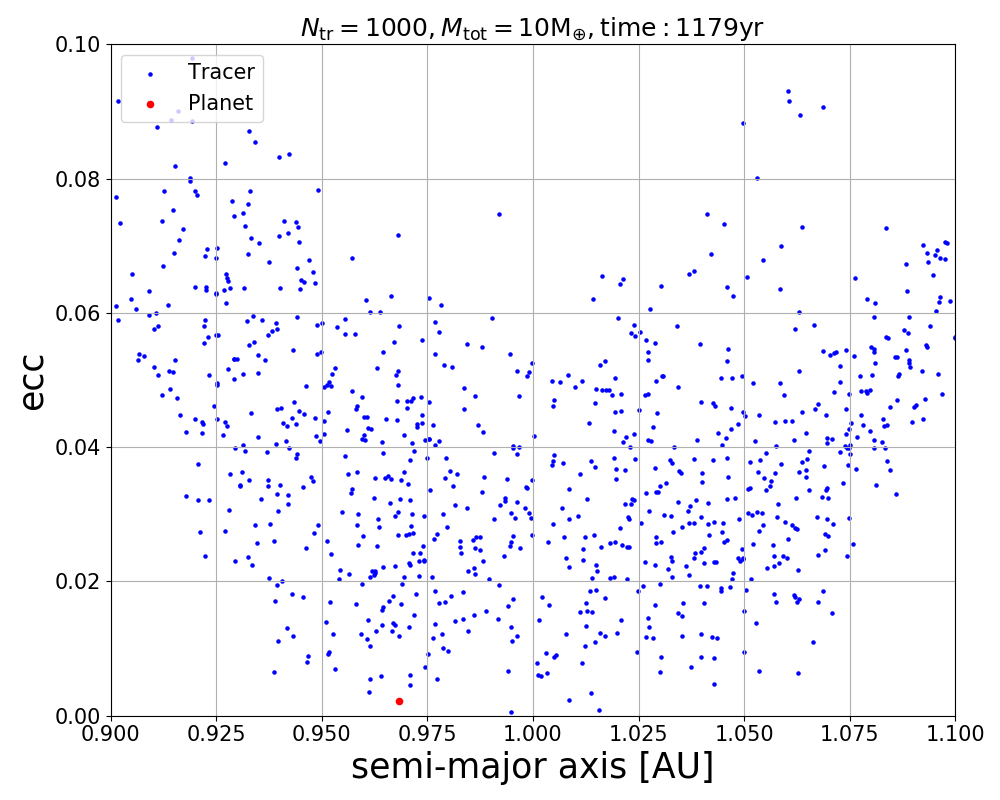 N_tr = 1000, M_tot = 10M_⊕, time : 1179yr
Tracer
Planet
ecc
0.10
0.08
0.06
0.04
0.02
0.00
0.900 0.925 0.950 0.975 1.000 1.025 1.050 1.075 1.100
semi-major axis [AU]